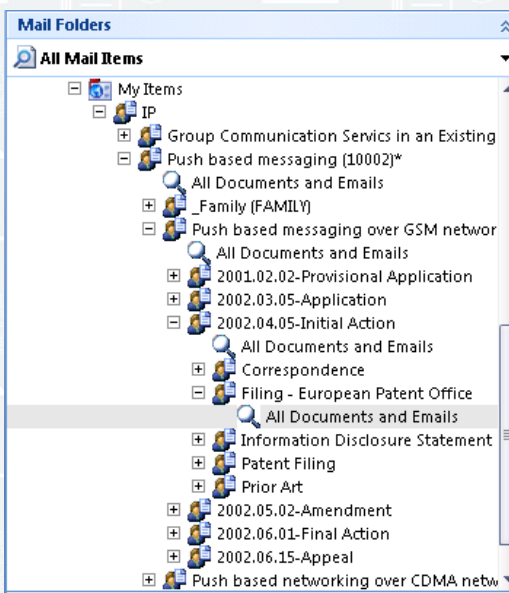 Mail Folders
All Mail Items
My Items
IP
Group Communication Servics in an Existing
Push based messaging (10002)*
All Documents and Emails
_Family (FAMILY)
Push based messaging over GSM networ
All Documents and Emails
2001.02.02-Provisional Application
2002.03.05-Application
2002.04.05-Initial Action
All Documents and Emails
Correspondence
Filing - European Patent Office
All Documents and Emails
Information Disclosure Statement
Patent Filing
Prior Art
2002.05.02-Amendment
2002.06.01-Final Action
2002.06.15-Appeal
Push based networking over CDMA netw